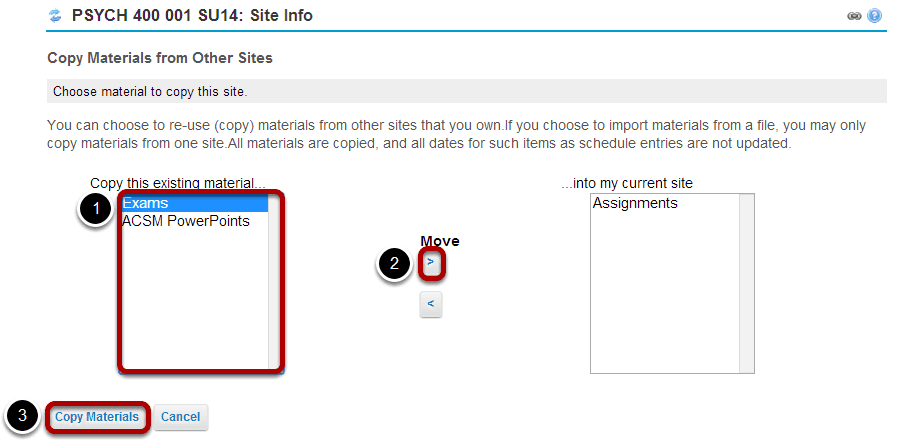 PSYCH 400 001 SU14: Site Info
Copy Materials from Other Sites
Choose material to copy this site.
You can choose to re-use (copy) materials from other sites that you own.If you choose to import materials from a file, you may only
copy materials from one site.All materials are copied, and all dates for such items as schedule entries are not updated.
Copy this existing material...
...into my current site
1
Exams
ACSM PowerPoints
Assignments
Move
2
>
<
3
Copy Materials
Cancel